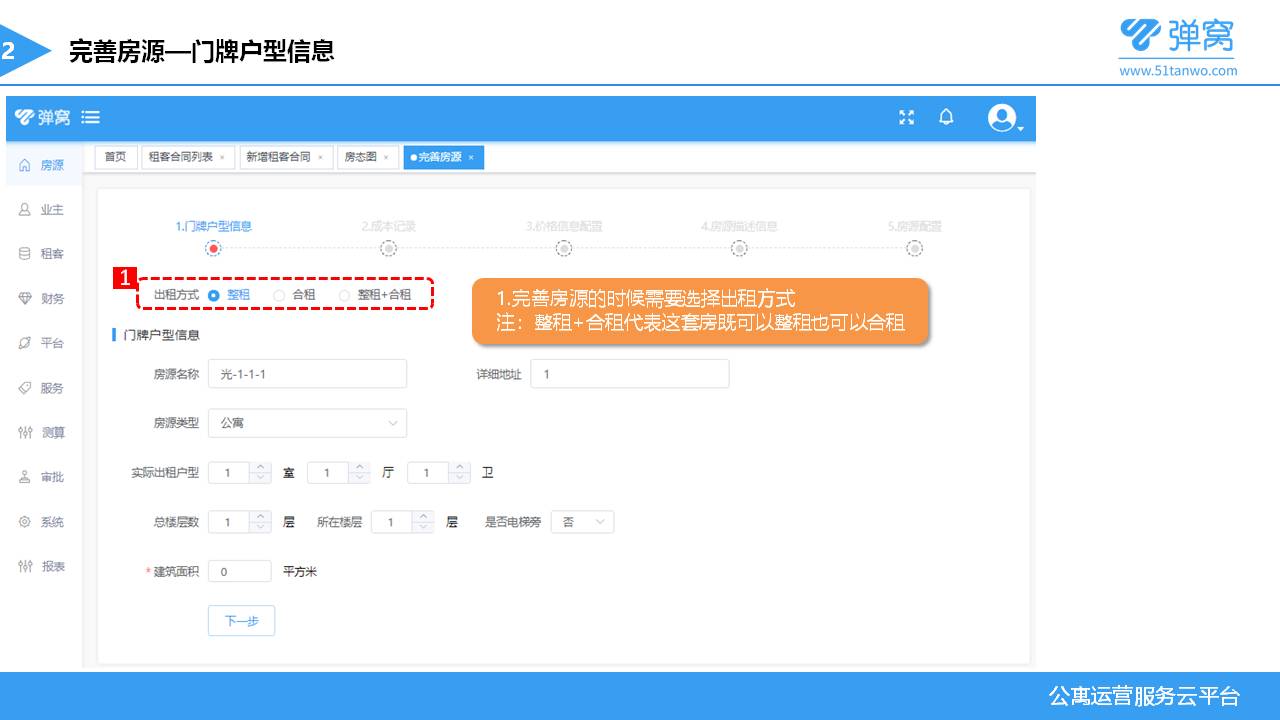 2
完善房源—门牌户型信息
弹窝
www.51tanwo.com
弹窝
首页 租客合同列表 × 新增租客合同 × 房态图 × 完善房源 ×
房源
业主
租客
财务
平台
服务
测算
审批
系统
报表
1.门牌户型信息 2.成本记录 3.价格信息配置 4.房源描述信息 5.房源配置
1
出租方式 整租 合租 整租+合租
1.完善房源的时候需要选择出租方式
注：整租+合租代表这套房既可以整租也可以合租
门牌户型信息
房源名称 光-1-1-1 详细地址 1
房源类型 公寓
实际出租户型 1 室 1 厅 1 卫
总楼层数 1 层 所在楼层 1 层 是否电梯旁 否
*建筑面积 0 平方米
下一步
公寓运营服务云平台